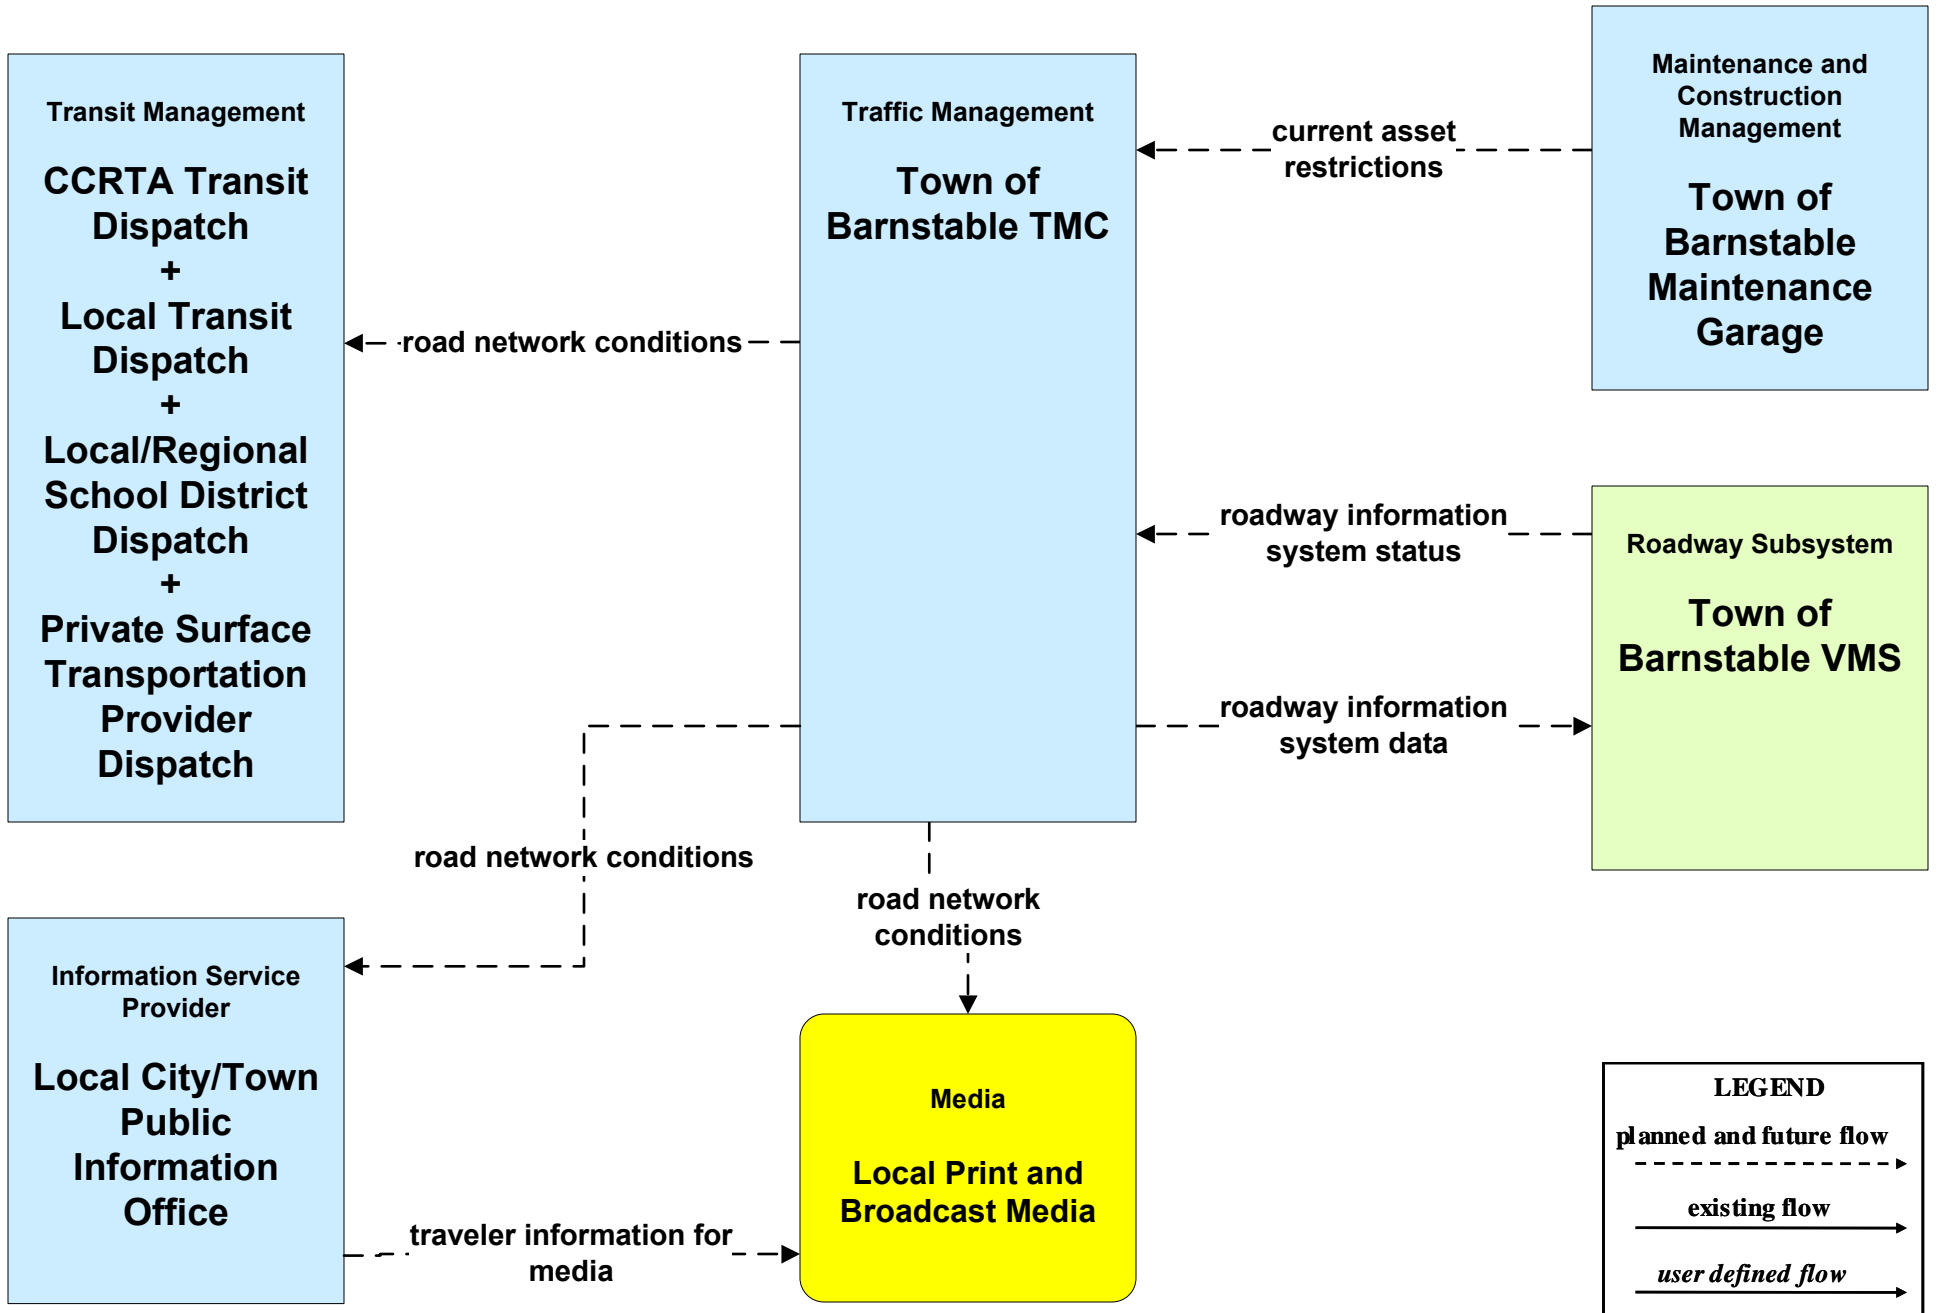 Transit Management
CCRTA Transit
Dispatch
+
Local Transit
Dispatch
+
Local/Regional
School District
Dispatch
+
Private Surface
Transportation
Provider
Dispatch
Traffic Management
Town of
Barnstable TMC
Maintenance and
Construction
Management
Town of
Barnstable
Maintenance
Garage
current asset
restrictions
road network conditions
roadway information
system status
Roadway Subsystem
Town of
Barnstable VMS
roadway information
system data
road network conditions
road network
conditions
Information Service
Provider
Local City/Town
Public
Information
Office
traveler information for
media
Media
Local Print and
Broadcast Media
LEGEND
planned and future flow
existing flow
user defined flow